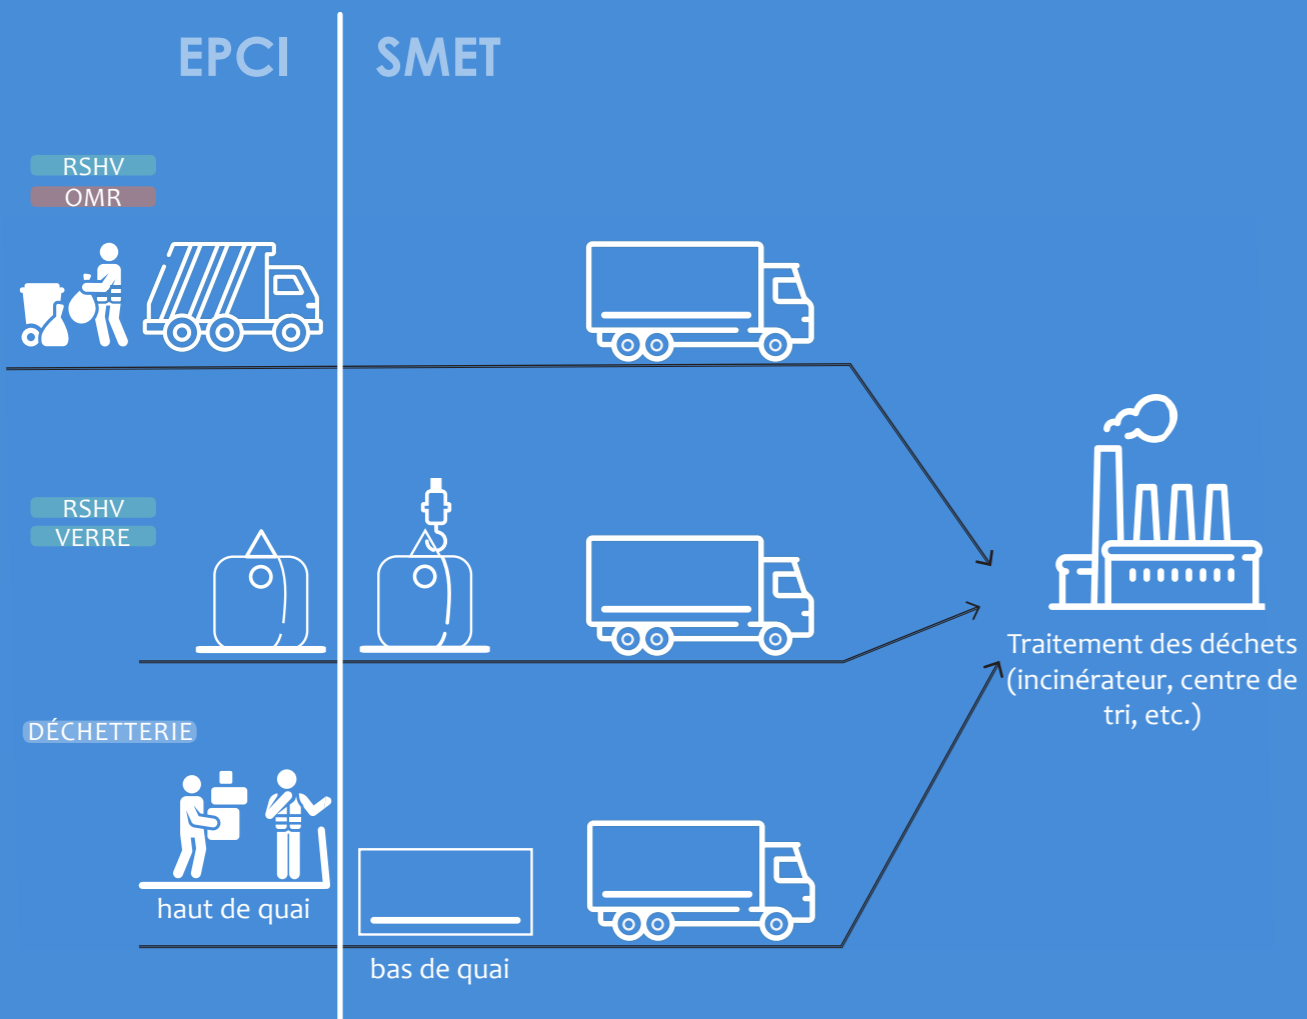 EPCI
SMET
RSHV
OMR
RSHV
VERRE
Traitement des déchets
(incinérateur, centre de
tri, etc.)
DÉCHETTERIE
haut de quai
bas de quai